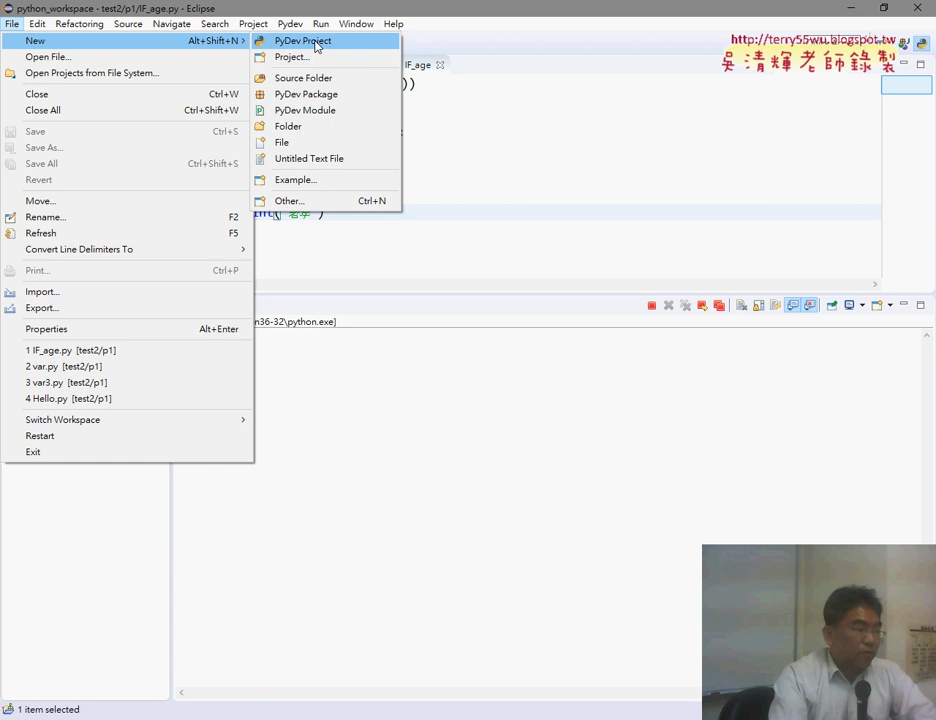 python_workspace - test2/p1/IF_age.py - Eclipse
File Edit Refactoring Source Navigate Search Project Pydev Run Window Help
New Alt+Shift+N
Open File...
Open Projects from File System...
Close Ctrl+W
Close All Ctrl+Shift+W
Save Ctrl+S
Save As...
Save All Ctrl+Shift+S
Revert
Move...
Rename... F2
Refresh F5
Convert Line Delimiters To
Print... Ctrl+P
Import...
Export...
Properties Alt+Enter
1 IF_age.py [test2/p1]
2 var.py [test2/p1]
3 var3.py [test2/p1]
4 Hello.py [test2/p1]
Switch Workspace
Restart
Exit
PyDev Project
Project...
Source Folder
PyDev Package
PyDev Module
Folder
File
Untitled Text File
Example...
Other... Ctrl+N
http://terry55wu.blogspot.tw
吳清輝老師錄製
IF_age
))
:
int("老年")
n36-32\python.exe]
1 item selected